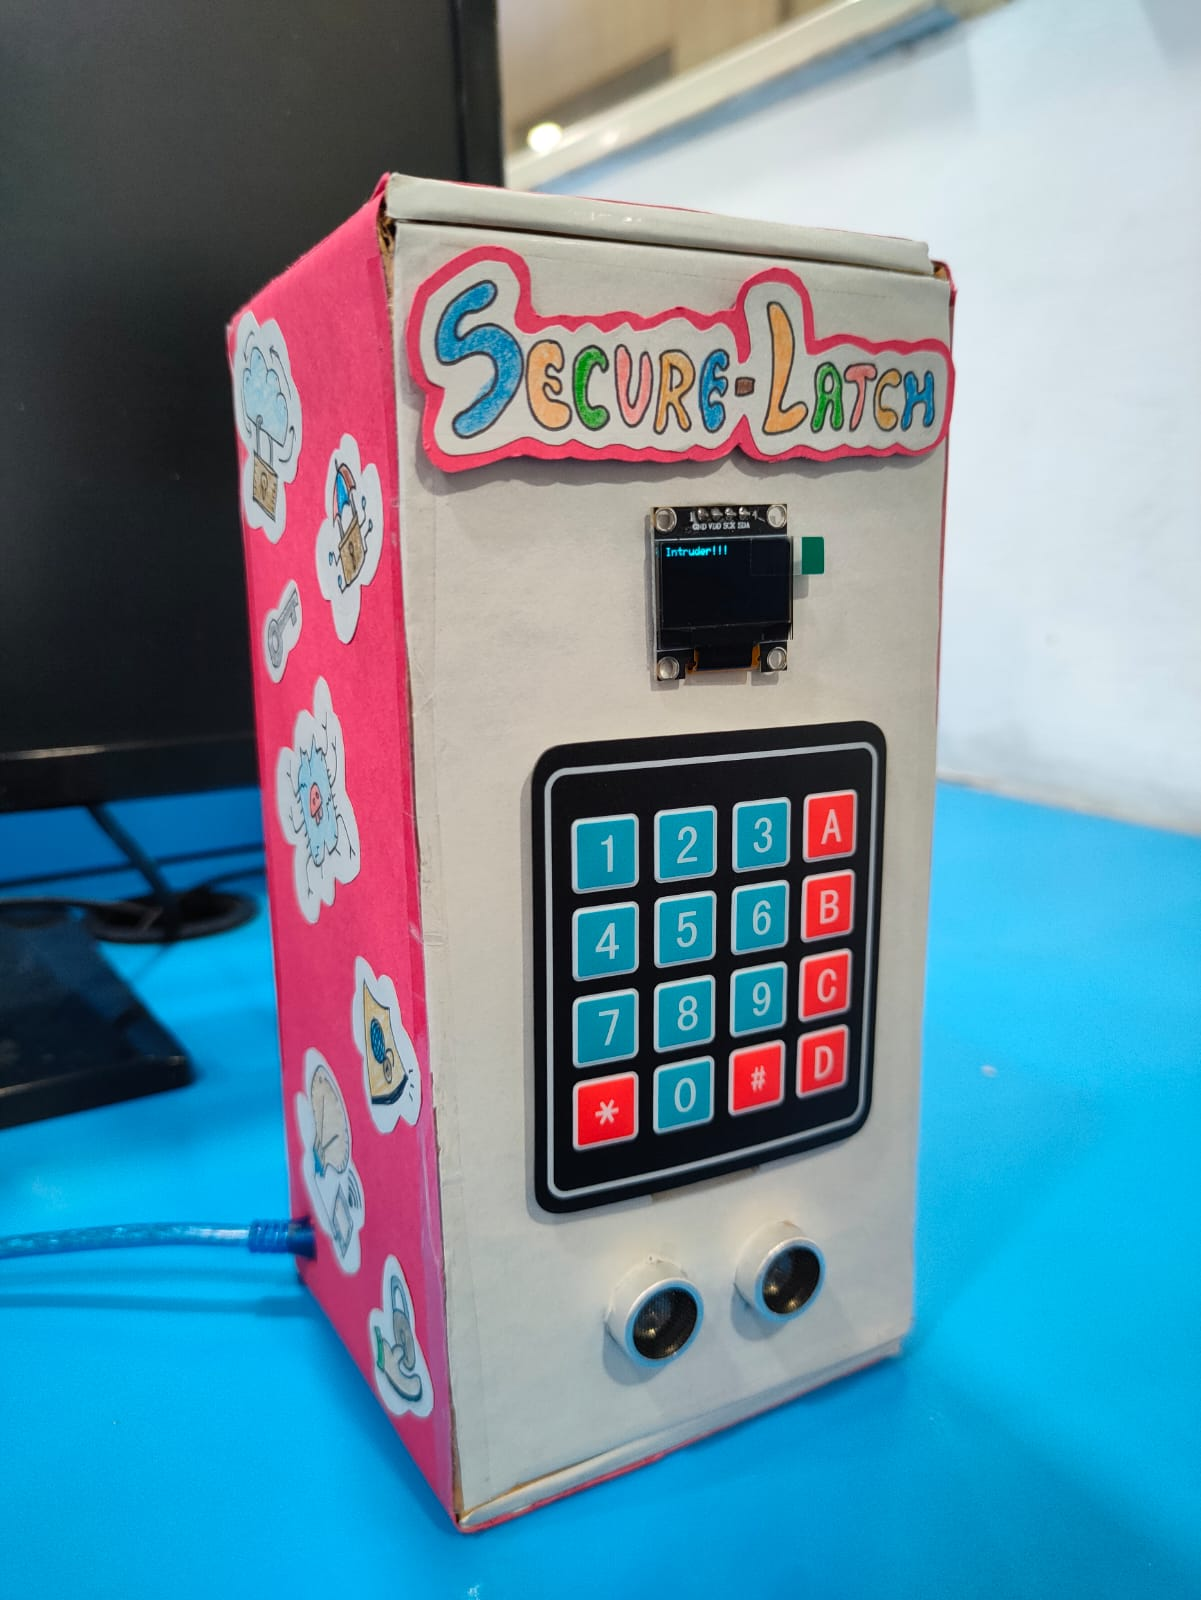 SECURE-LATCH
GND VDD SCK SDA
Intruder!!!
1 2 3 A
4 5 6 B
7 8 9 C
* 0 # D